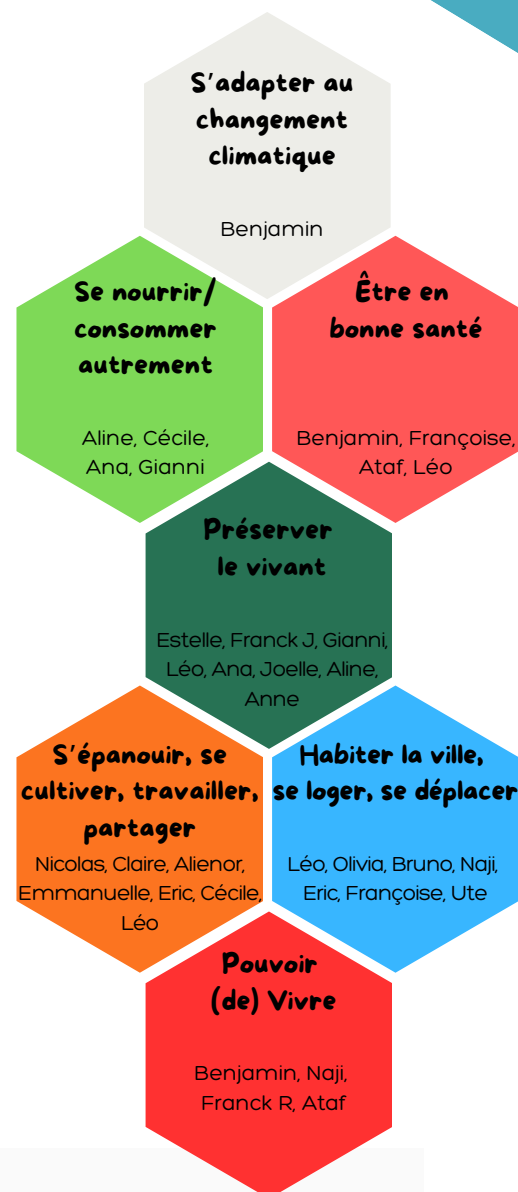 S'adapter au
changement
climatique
Benjamin
Se nourrir/
consommer
autrement
Aline, Cécile,
Ana, Gianni
Être en
bonne santé
Benjamin, Françoise,
Ataf, Léo
Préserver
le vivant
Estelle, Franck J, Gianni,
Léo, Ana, Joelle, Aline,
Anne
S'épanouir, se
cultiver, travailler,
partager
Nicolas, Claire, Alienor,
Emmanuelle, Eric, Cécile,
Léo
Habiter la ville,
se loger, se déplacer
Léo, Olivia, Bruno, Naji,
Eric, Françoise, Ute
Pouvoir
(de) Vivre
Benjamin, Naji,
Franck R, Ataf